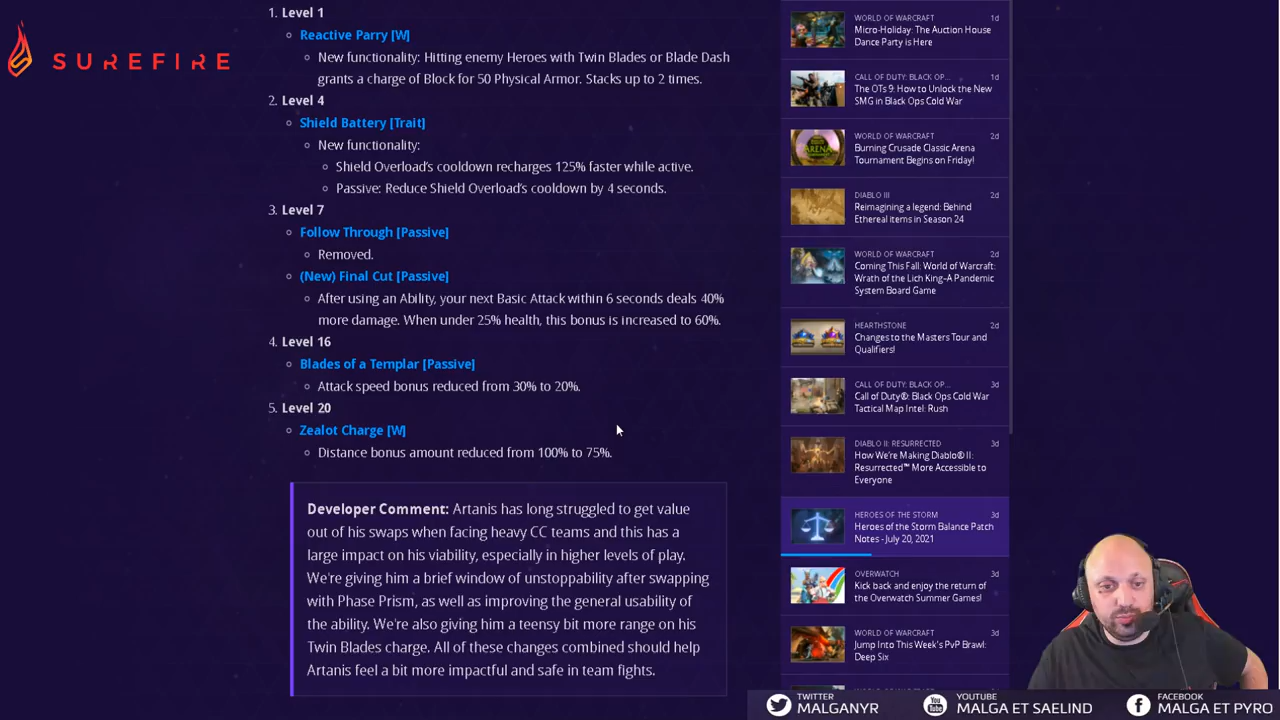 SUREFIRE
1. Level 1
Reactive Parry [W]
New functionality: Hitting enemy Heroes with Twin Blades or Blade Dash
grants a charge of Block for 50 Physical Armor. Stacks up to 2 times.
2. Level 4
Shield Battery [Trait]
New functionality:
Shield Overload's cooldown recharges 125% faster while active.
Passive: Reduce Shield Overload's cooldown by 4 seconds.
3. Level 7
Follow Through [Passive]
Removed.
(New) Final Cut [Passive]
After using an Ability, your next Basic Attack within 6 seconds deals 40%
more damage. When under 25% health, this bonus is increased to 60%.
4. Level 16
Blades of a Templar [Passive]
Attack speed bonus reduced from 30% to 20%.
5. Level 20
Zealot Charge [W]
Distance bonus amount reduced from 100% to 75%.
Developer Comment: Artanis has long struggled to get value
out of his swaps when facing heavy CC teams and this has a
large impact on his viability, especially in higher levels of play.
We're giving him a brief window of unstoppability after swapping
with Phase Prism, as well as improving the general usability of
the ability. We're also giving him a teensy bit more range on his
Twin Blades charge. All of these changes combined should help
Artanis feel a bit more impactful and safe in team fights.
WORLD OF WARCRAFT 1d
Micro-Holiday: The Auction House
Dance Party is Here
CALL OF DUTY: BLACK OP... 1d
The OTs 9: How to Unlock the New
SMG in Black Ops Cold War
WORLD OF WARCRAFT 2d
Burning Crusade Classic Arena
Tournament Begins on Friday!
DIABLO III 2d
Reimagining a legend: Behind
Ethereal items in Season 24
WORLD OF WARCRAFT 2d
Coming This Fall: World of Warcraft:
Wrath of the Lich King–A Pandemic
System Board Game
HEARTHSTONE 2d
Changes to the Masters Tour and
Qualifiers!
CALL OF DUTY: BLACK OP... 3d
Call of Duty®: Black Ops Cold War
Tactical Map Intel: Rush
DIABLO II: RESURRECTED 3d
How We're Making Diablo® II:
Resurrected™ More Accessible to
Everyone
HEROES OF THE STORM 3d
Heroes of the Storm Balance Patch
Notes - July 20, 2021
OVERWATCH 3d
Kick back and enjoy the return of
the Overwatch Summer Games!
WORLD OF WARCRAFT 3d
Jump Into This Week's PvP Brawl:
Deep Six
TWITTER
MALGANYR
YOUTUBE
MALGA ET SAELIND
FACEBOOK
MALGA ET PYRO